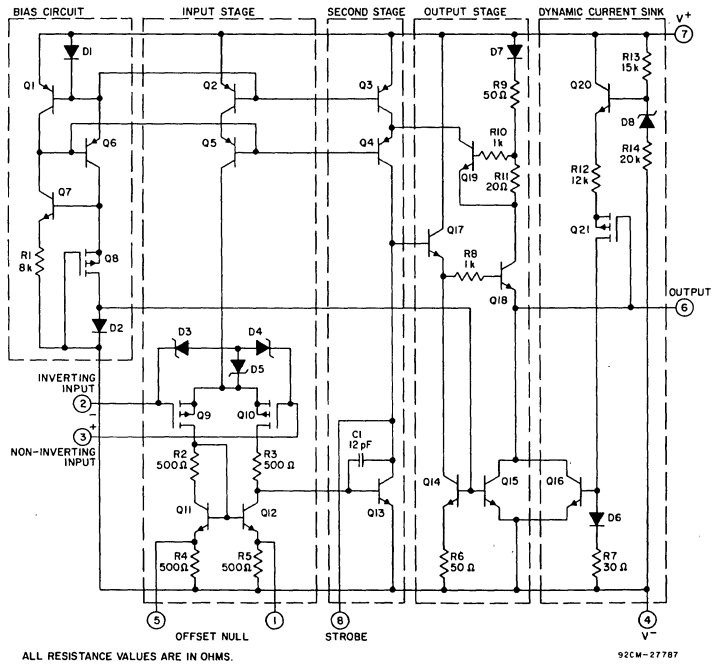 BIAS CIRCUIT
INPUT STAGE
SECOND STAGE
OUTPUT STAGE
DYNAMIC CURRENT SINK
V+
7
D1
D7
R13
15k
Q1
Q2
Q3
Q20
R9
50Ω
D8
Q6
Q5
Q4
R10
1k
R14
20k
Q19
R11
20Ω
R12
12k
Q7
Q17
Q21
R1
8k
Q8
R8
1k
Q18
OUTPUT
6
D2
D3
D4
D5
INVERTING
INPUT
2
−
Q9
Q10
3
+
NON-INVERTING
INPUT
C1
12pF
R2
500Ω
R3
500Ω
Q14
Q15
Q16
Q11
Q12
Q13
D6
R4
500Ω
R5
500Ω
R6
50Ω
R7
30Ω
5
1
8
4
OFFSET NULL
STROBE
V−
ALL RESISTANCE VALUES ARE IN OHMS.
92CM-27787